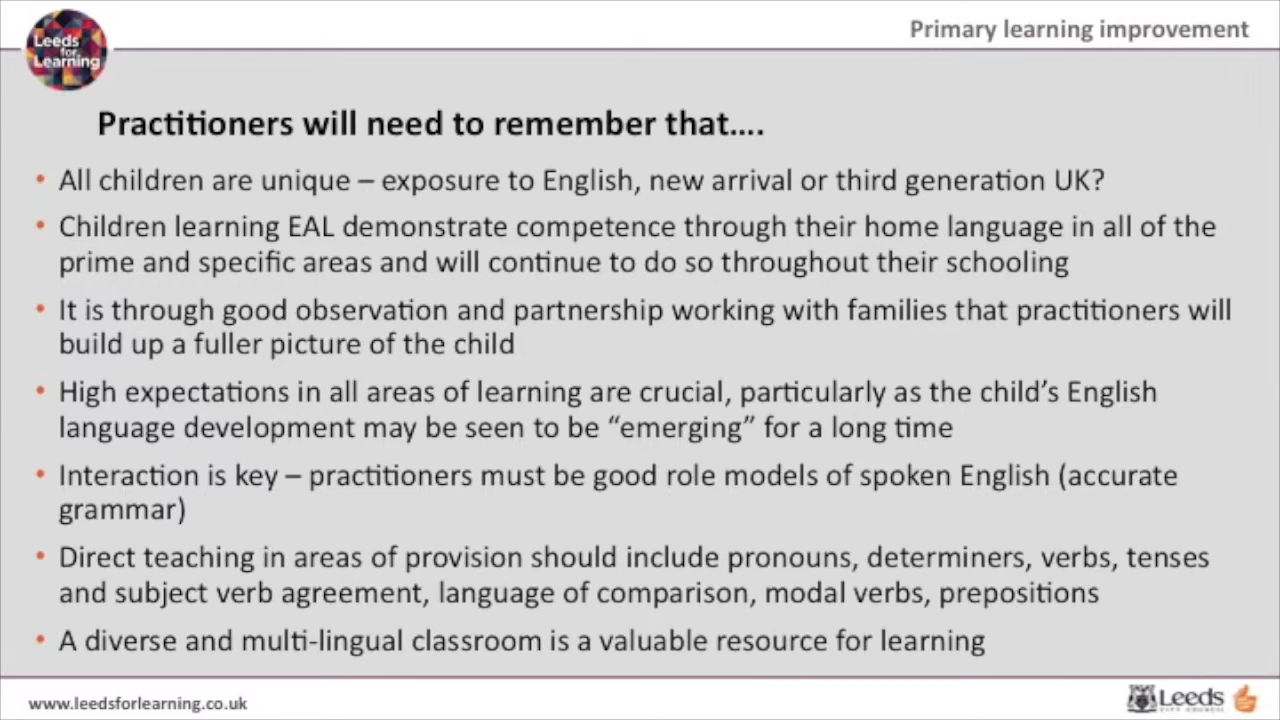 Leeds
for
Learning
Primary learning improvement
Practitioners will need to remember that....
• All children are unique – exposure to English, new arrival or third generation UK?
• Children learning EAL demonstrate competence through their home language in all of the
prime and specific areas and will continue to do so throughout their schooling
• It is through good observation and partnership working with families that practitioners will
build up a fuller picture of the child
• High expectations in all areas of learning are crucial, particularly as the child’s English
language development may be seen to be “emerging” for a long time
• Interaction is key – practitioners must be good role models of spoken English (accurate
grammar)
• Direct teaching in areas of provision should include pronouns, determiners, verbs, tenses
and subject verb agreement, language of comparison, modal verbs, prepositions
• A diverse and multi-lingual classroom is a valuable resource for learning
www.leedsforlearning.co.uk
Leeds
CITY COUNCIL